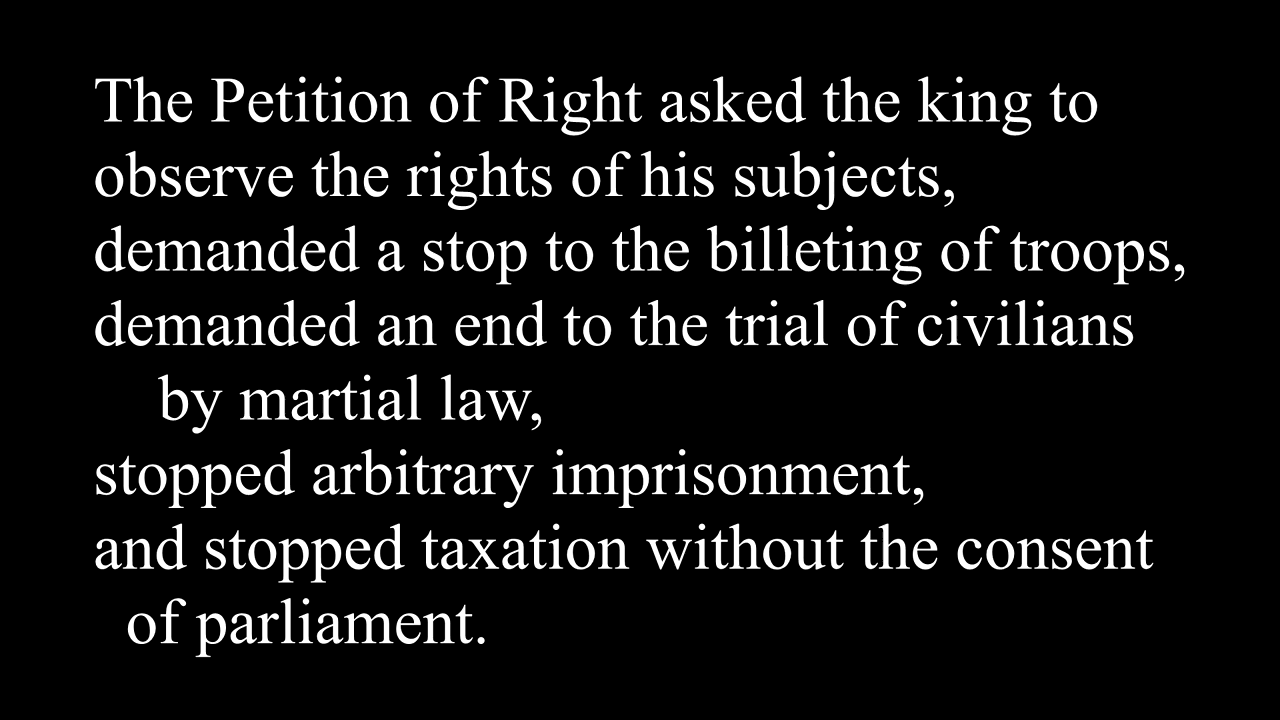 The Petition of Right asked the king to
observe the rights of his subjects,
demanded a stop to the billeting of troops,
demanded an end to the trial of civilians
by martial law,
stopped arbitrary imprisonment,
and stopped taxation without the consent
of parliament.